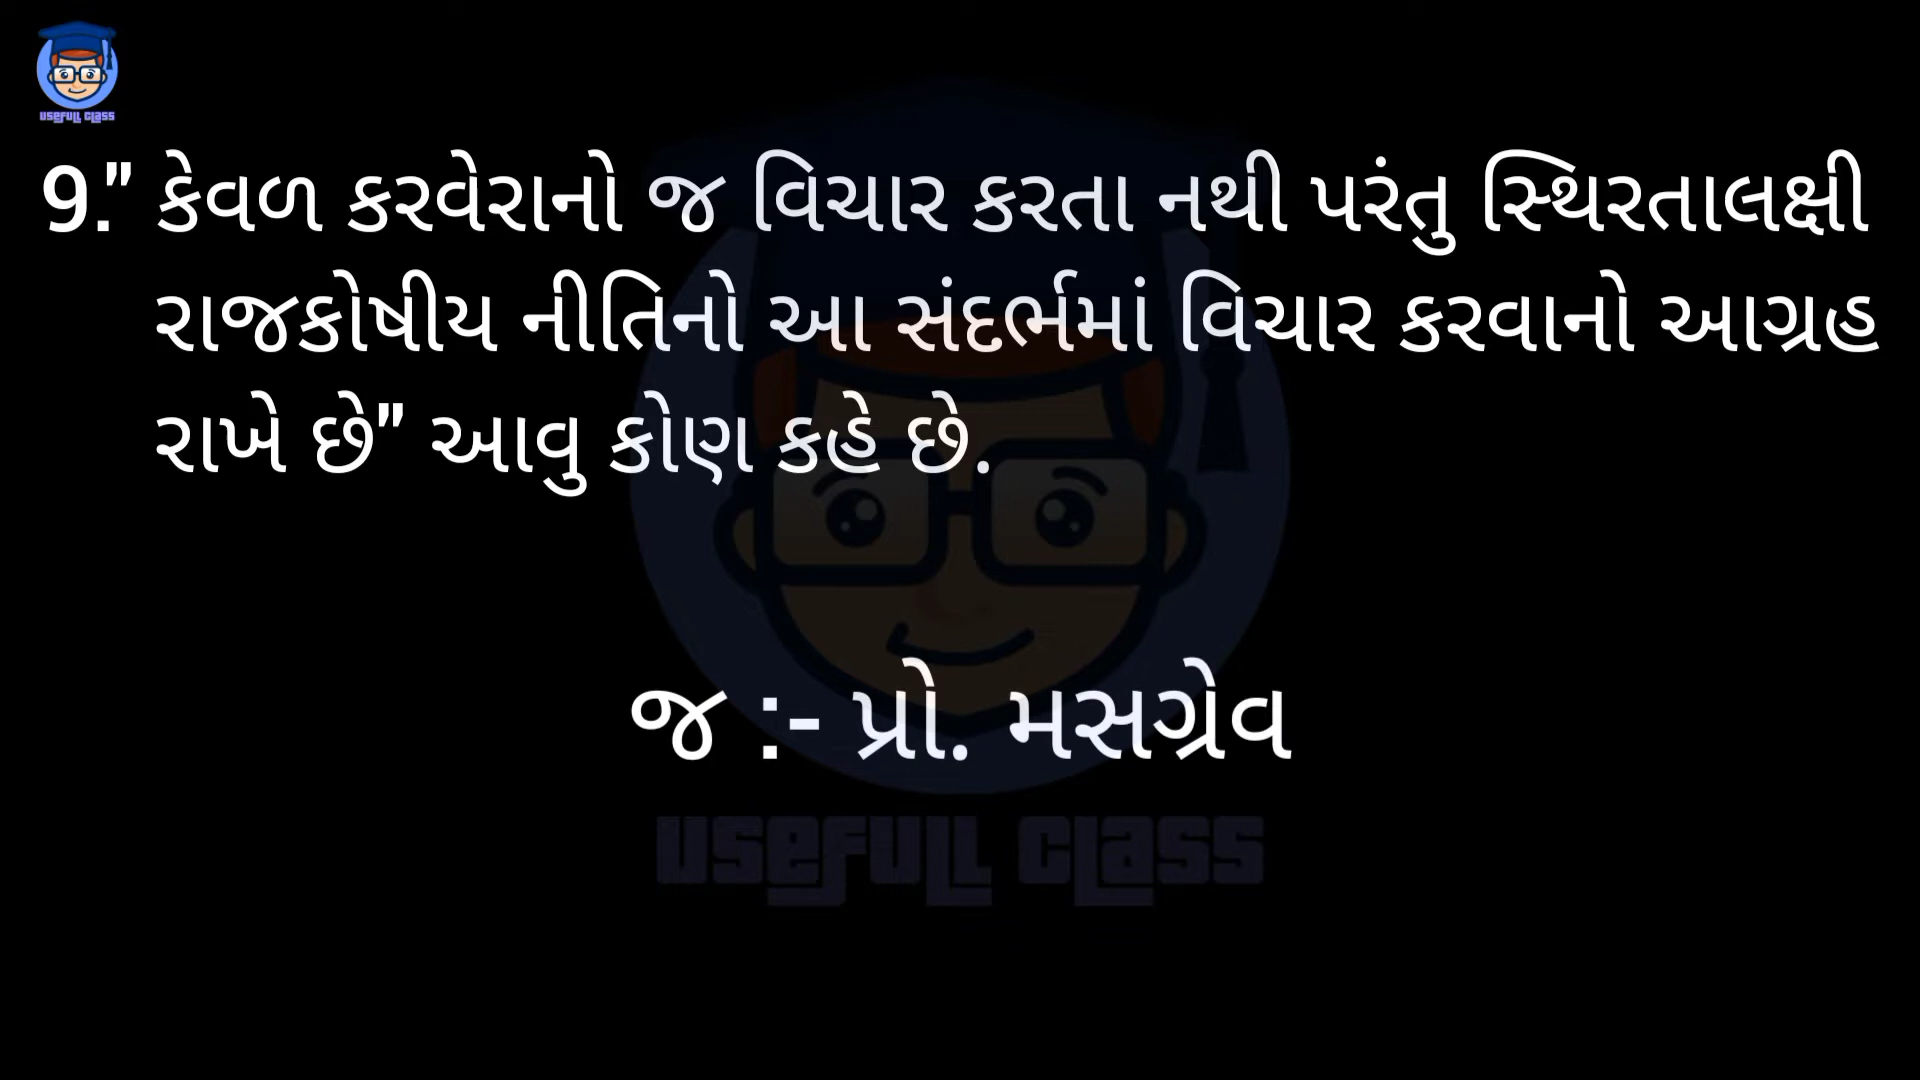 USEFULL CLASS
9." કેવળ કરવેરાનો જ વિચાર કરતા નથી પરંતુ સ્થિરતાલક્ષી
રાજકોષીય નીતિનો આ સંદર્ભમાં વિચાર કરવાનો આગ્રહ
રાખે છે" આવુ કોણ કહે છે.
જ :- પ્રો. મસગ્રેવ
USEFULL CLASS